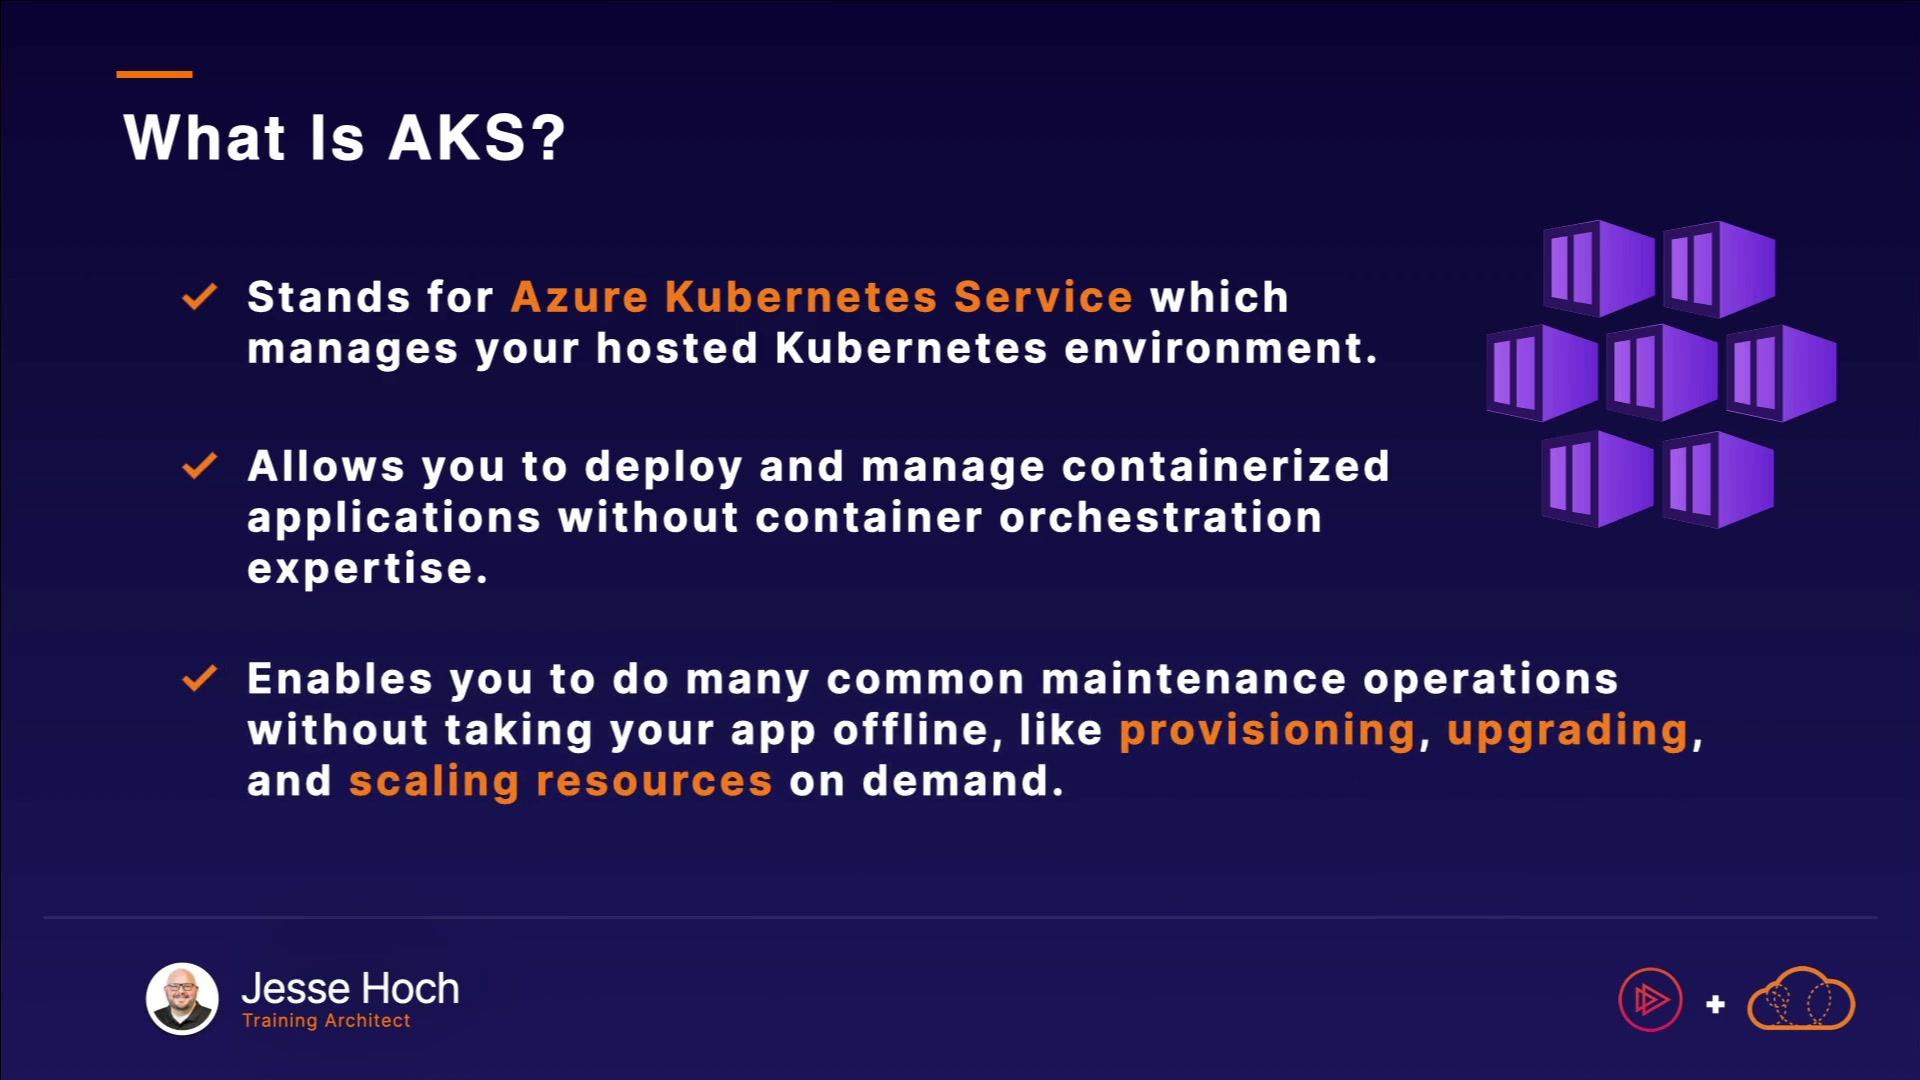 What Is AKS?
Stands for Azure Kubernetes Service which
manages your hosted Kubernetes environment.
Allows you to deploy and manage containerized
applications without container orchestration
expertise.
Enables you to do many common maintenance operations
without taking your app offline, like provisioning, upgrading,
and scaling resources on demand.
Jesse Hoch
Training Architect
+